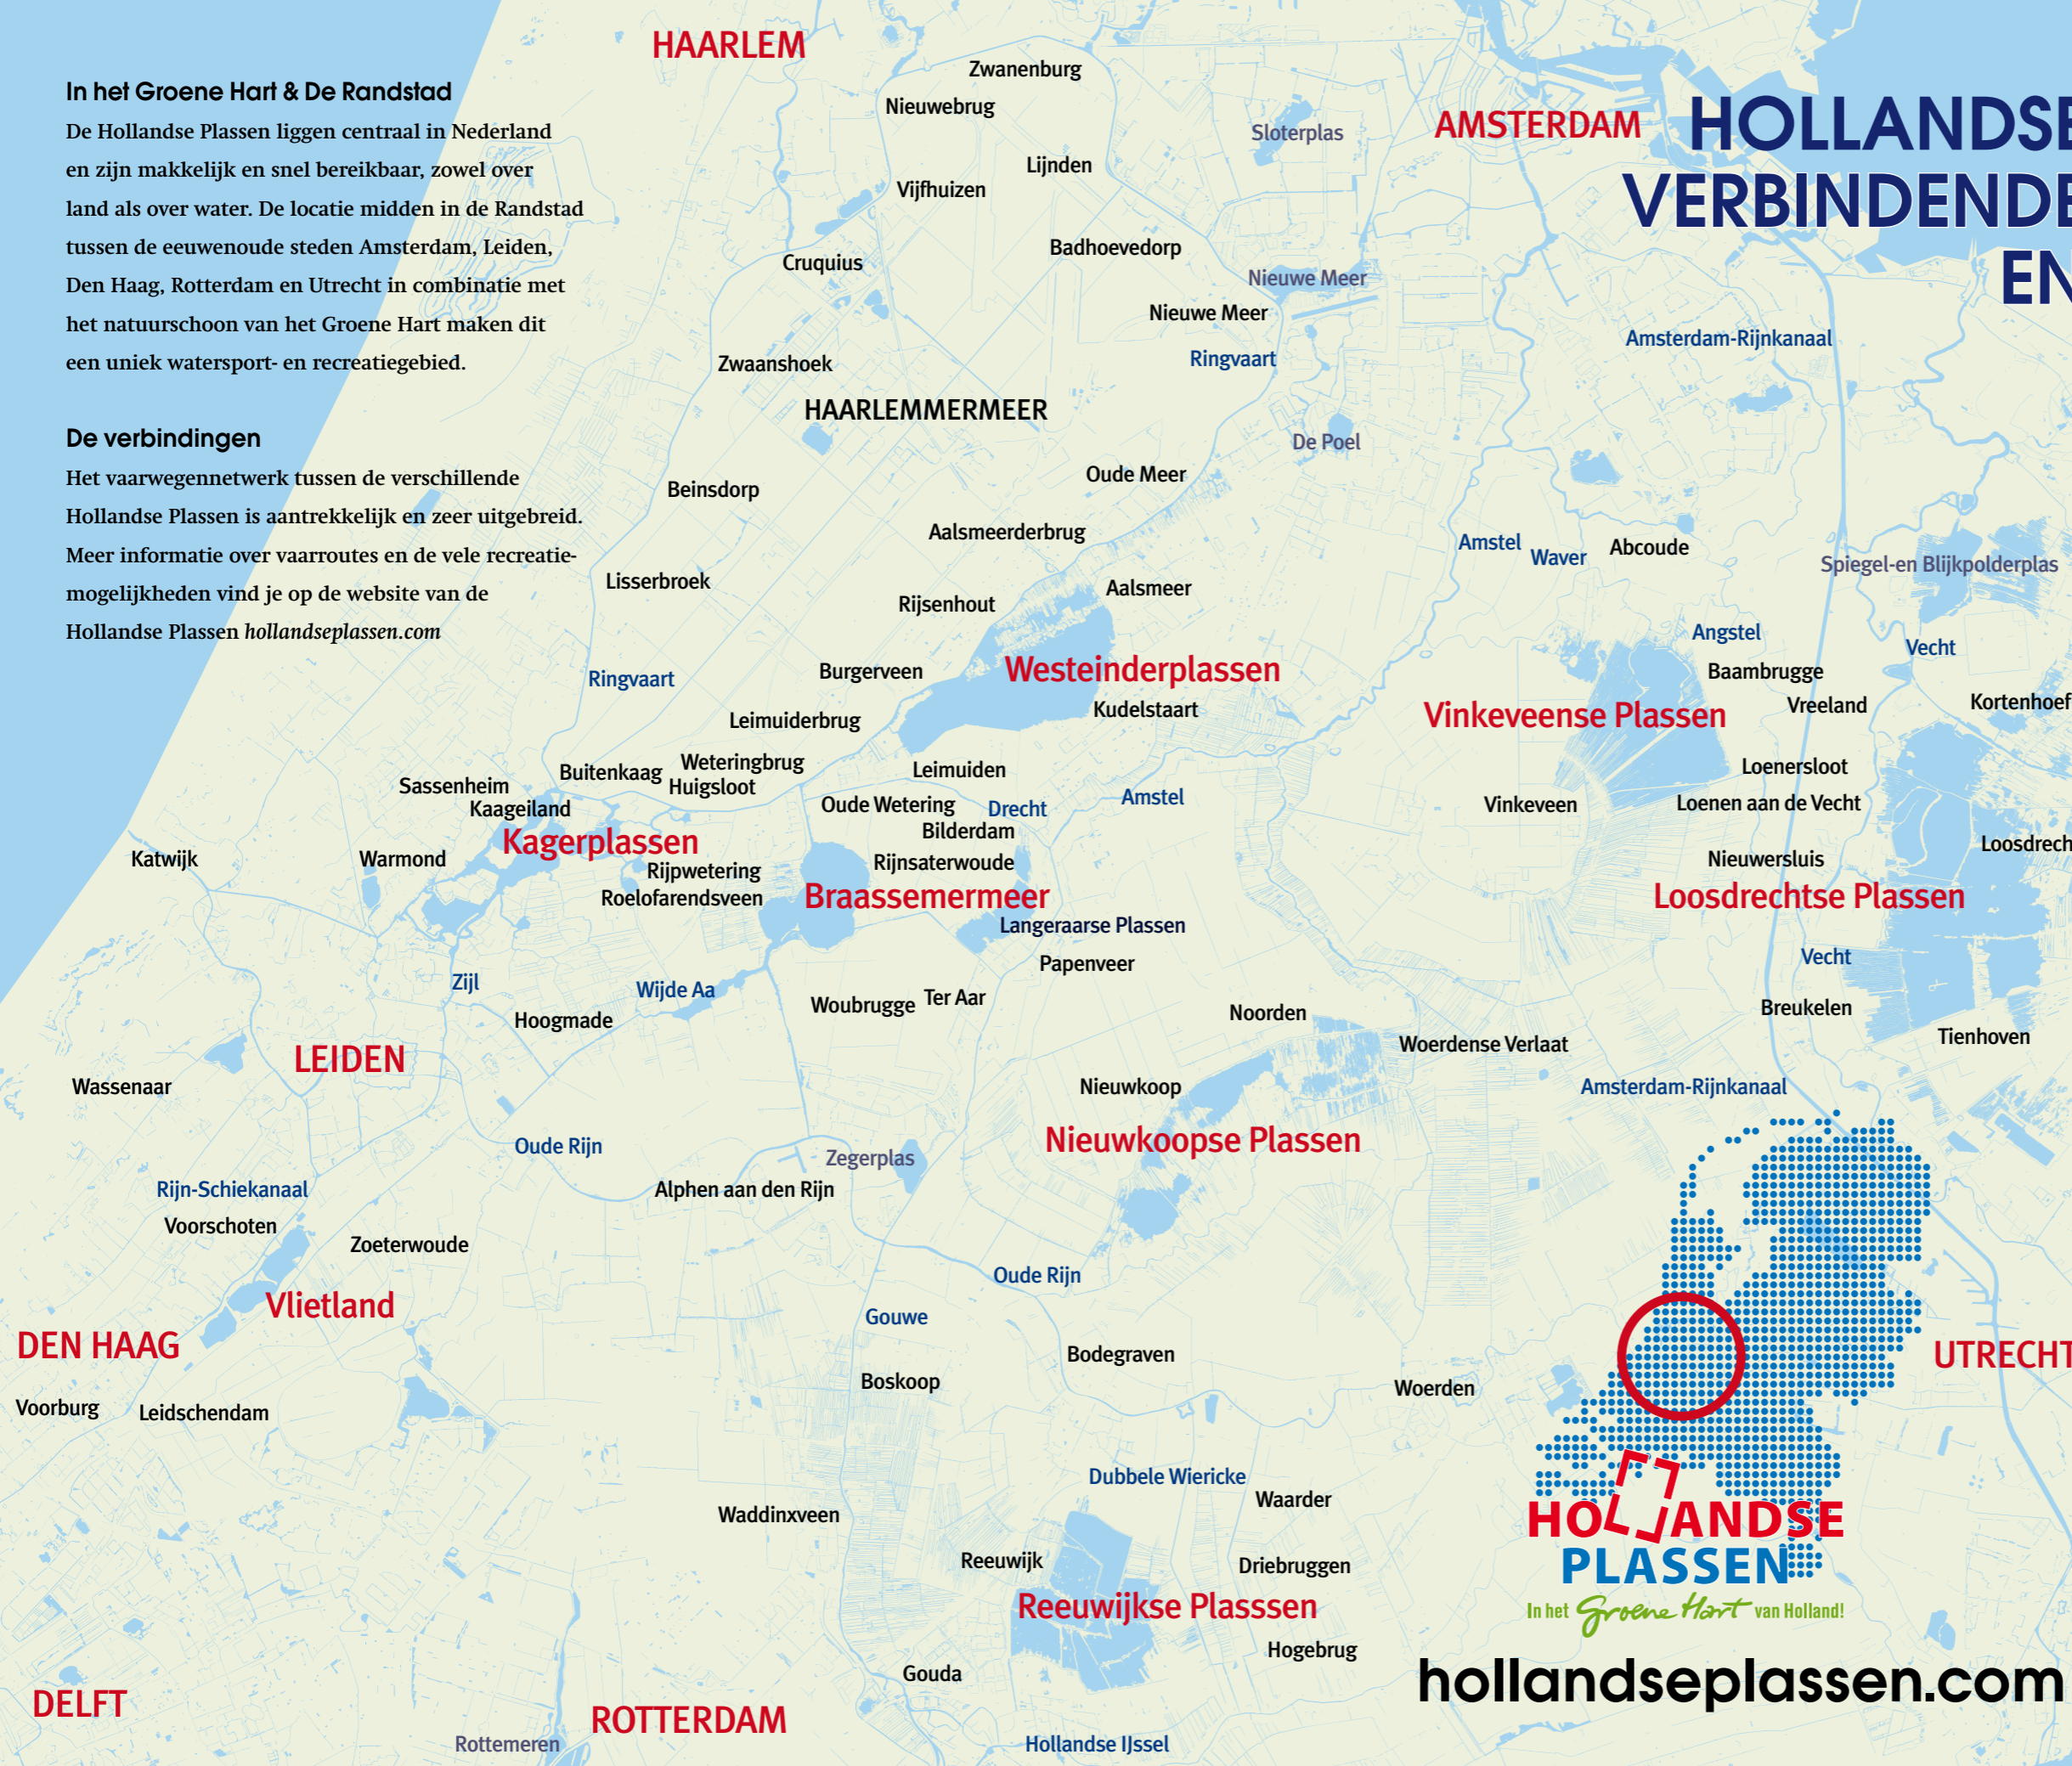 In het Groene Hart & De Randstad
De Hollandse Plassen liggen centraal in Nederland
en zijn makkelijk en snel bereikbaar, zowel over
land als over water. De locatie midden in de Randstad
tussen de eeuwenoude steden Amsterdam, Leiden,
Den Haag, Rotterdam en Utrecht in combinatie met
het natuurschoon van het Groene Hart maken dit
een uniek watersport- en recreatiegebied.
De verbindingen
Het vaarwegennetwerk tussen de verschillende
Hollandse Plassen is aantrekkelijk en zeer uitgebreid.
Meer informatie over vaarroutes en de vele recreatie-
mogelijkheden vind je op de website van de
Hollandse Plassen hollandseplassen.com
HOLLANDSE
VERBINDENDE
EN
HAARLEM
Zwanenburg
Nieuwebrug
Sloterplas
AMSTERDAM
Lijnden
Vijfhuizen
Badhoevedorp
Cruquius
Nieuwe Meer
Nieuwe Meer
Amsterdam-Rijnkanaal
Ringvaart
Zwaanshoek
HAARLEMMERMEER
De Poel
Oude Meer
Beinsdorp
Aalsmeerderbrug
Amstel
Waver
Abcoude
Spiegel-en Blijkpolderplas
Lisserbroek
Aalsmeer
Rijsenhout
Angstel
Vecht
Ringvaart
Burgerveen
Westeinderplassen
Baambrugge
Kortenhoef
Vreeland
Kudelstaart
Vinkeveense Plassen
Leimuiderbrug
Weteringbrug
Buitenkaag
Leimuiden
Loenersloot
Sassenheim
Huigsloot
Kaageiland
Oude Wetering
Drecht
Amstel
Vinkeveen
Loenen aan de Vecht
Bilderdam
Kagerplassen
Loosdrech
Katwijk
Warmond
Rijpwetering
Rijnsaterwoude
Nieuwersluis
Roelofarendsveen
Braassemermeer
Loosdrechtse Plassen
Langeraarse Plassen
Papenveer
Vecht
Zijl
Wijde Aa
Woubrugge
Ter Aar
Noorden
Breukelen
Hoogmade
Woerdense Verlaat
Tienhoven
LEIDEN
Wassenaar
Nieuwkoop
Amsterdam-Rijnkanaal
Nieuwkoopse Plassen
Oude Rijn
Zegerplas
Rijn-Schiekanaal
Alphen aan den Rijn
Voorschoten
Zoeterwoude
Oude Rijn
Vlietland
Gouwe
DEN HAAG
Bodegraven
UTRECHT
Boskoop
Woerden
Voorburg
Leidschendam
Dubbele Wiericke
Waarder
Waddinxveen
Reeuwijk
Driebruggen
Reeuwijkse Plasssen
Hogebrug
Gouda
DELFT
ROTTERDAM
Rottemeren
Hollandse IJssel
HOLLANDSE
PLASSEN
In het Groene Hart van Holland!
hollandseplassen.com